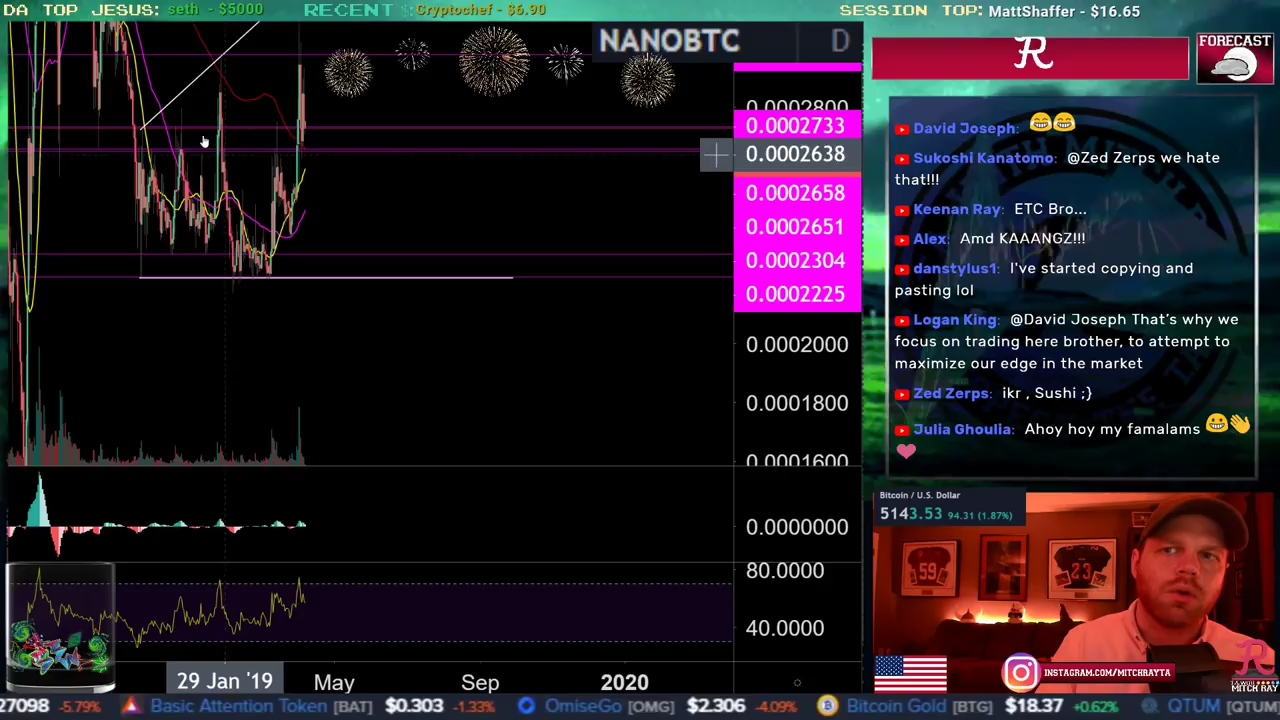 DA TOP JESUS: seth - $5000
RECENT $ Cryptochef - $6.90
SESSION TOP: MattShaffer - $16.65
NANOBTC D
FORECAST
R
0.0002800
0.0002733
0.0002638
0.0002658
0.0002651
0.0002304
0.0002225
0.0002000
0.0001800
0.0001600
0.0000000
80.0000
40.0000
29 Jan '19
May
Sep
2020
David Joseph: 😂😂
Sukoshi Kanatomo: @Zed Zerps we hate
that!!!
Keenan Ray: ETC Bro...
Alex: Amd KAAANGZ!!!
danstylus1: I've started copying and
pasting lol
Logan King: @David Joseph That's why we
focus on trading here brother, to attempt to
maximize our edge in the market
Zed Zerps: ikr , Sushi ;}
Julia Ghoulia: Ahoy hoy my famalams 😀👋
❤
Bitcoin / U.S. Dollar
5143.53 94.31 (1.87%)
59
23
INSTAGRAM.COM/MITCHRAYTA
R
MITCH RAY
27098 -5.79% Basic Attention Token [BAT] $0.303 -1.33% OmiseGo [OMG] $2.306 -4.09% Bitcoin Gold [BTG] $18.37 +0.62% QTUM [QTUM]